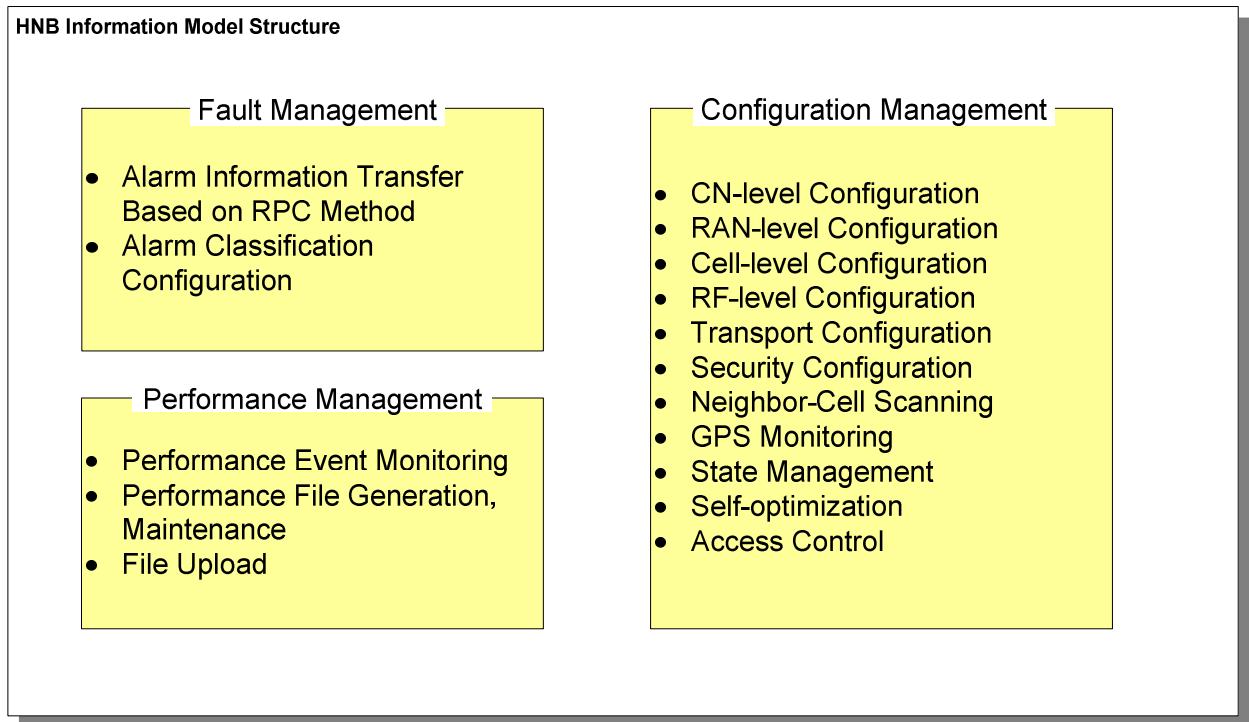 HNB Information Model Structure
Fault Management
• Alarm Information Transfer
Based on RPC Method
• Alarm Classification
Configuration
Performance Management
• Performance Event Monitoring
• Performance File Generation,
Maintenance
• File Upload
Configuration Management
• CN-level Configuration
• RAN-level Configuration
• Cell-level Configuration
• RF-level Configuration
• Transport Configuration
• Security Configuration
• Neighbor-Cell Scanning
• GPS Monitoring
• State Management
• Self-optimization
• Access Control